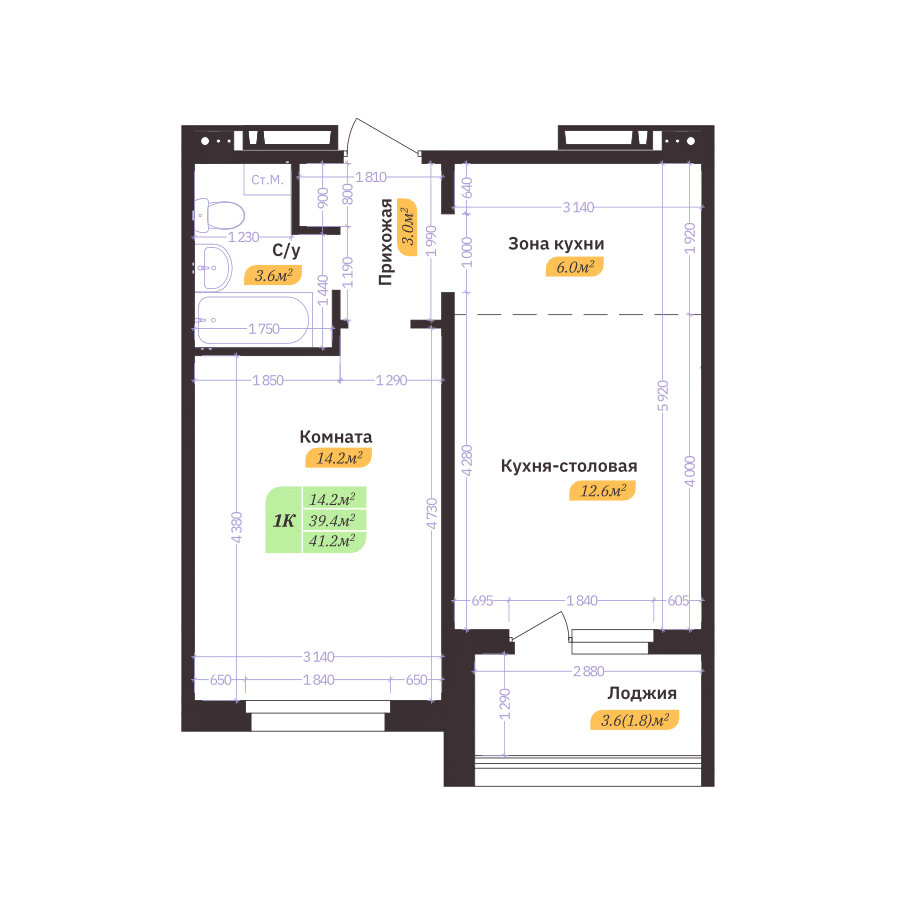 Ст.М.
1 810
900
800
640
3 140
1 230
С/у
3.6м²
Прихожая
3.0м²
1 990
1 000
1 920
Зона кухни
6.0м²
1 190
1 440
1 750
1 850
1 290
5 920
Комната
14.2м²
4 280
Кухня-столовая
12.6м²
4 000
1К
14.2м²
39.4м²
41.2м²
4 380
4 730
695
1 840
605
3 140
650
1 840
650
2 880
1 290
Лоджия
3.6(1.8)м²